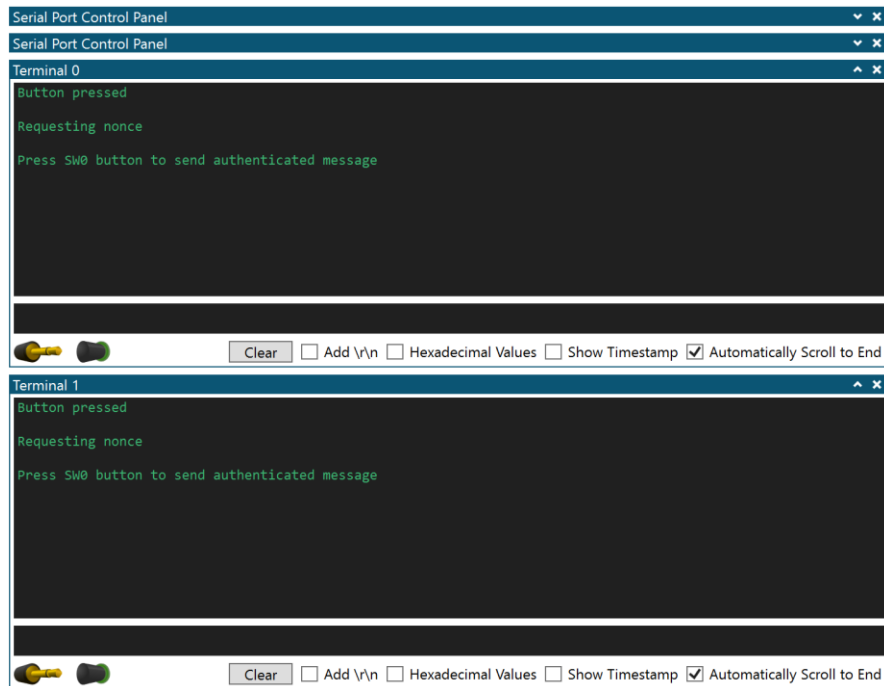 Serial Port Control Panel
Serial Port Control Panel
Terminal 0
Button pressed
Requesting nonce
Press SW0 button to send authenticated message
Clear Add \r\n Hexadecimal Values Show Timestamp Automatically Scroll to End
Terminal 1
Button pressed
Requesting nonce
Press SW0 button to send authenticated message
Clear Add \r\n Hexadecimal Values Show Timestamp Automatically Scroll to End